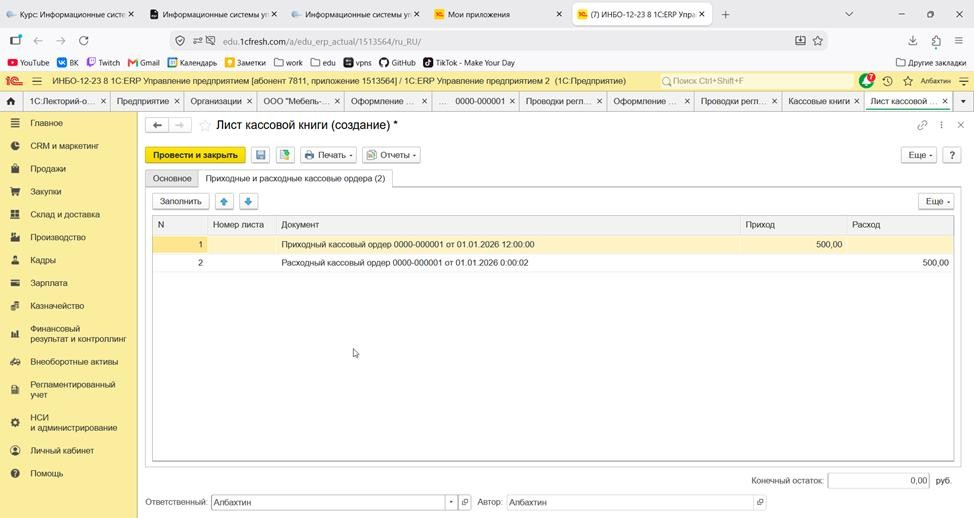 Курс: Информационные систе
Информационные системы уп
Информационные системы уп
Мои приложения
(7) ИНБО-12-23 8 1С:ERP Упра
edu.1cfresh.com/a/edu_erp_actual/1513564/ru_RU/
YouTube ВК Twitch Gmail Календарь Заметки work edu vpns GitHub TikTok - Make Your Day Другие закладки
ИНБО-12-23 8 1С:ERP Управление предприятием [абонент 7811, приложение 1513564] / 1С:ERP Управление предприятием 2 (1С:Предприятие) Поиск Ctrl+Shift+F 7 Албахтин
1С:Лекторий-о... Предприятие Организации ООО "Мебель-... Оформление ... ... 0000-000001 Проводки регл... Оформление ... Проводки регл... Кассовые книги Лист кассовой ...
Главное
CRM и маркетинг
Продажи
Закупки
Склад и доставка
Производство
Кадры
Зарплата
Казначейство
Финансовый
результат и контроллинг
Внеоборотные активы
Регламентированный
учет
НСИ
и администрирование
Личный кабинет
Помощь
Лист кассовой книги (создание) *
Провести и закрыть Печать Отчеты Еще ?
Основное Приходные и расходные кассовые ордера (2)
Заполнить Еще
N Номер листа Документ Приход Расход
1 Приходный кассовый ордер 0000-000001 от 01.01.2026 12:00:00 500,00
2 Расходный кассовый ордер 0000-000001 от 01.01.2026 0:00:02 500,00
Конечный остаток: 0,00 руб.
Ответственный: Албахтин Автор: Албахтин